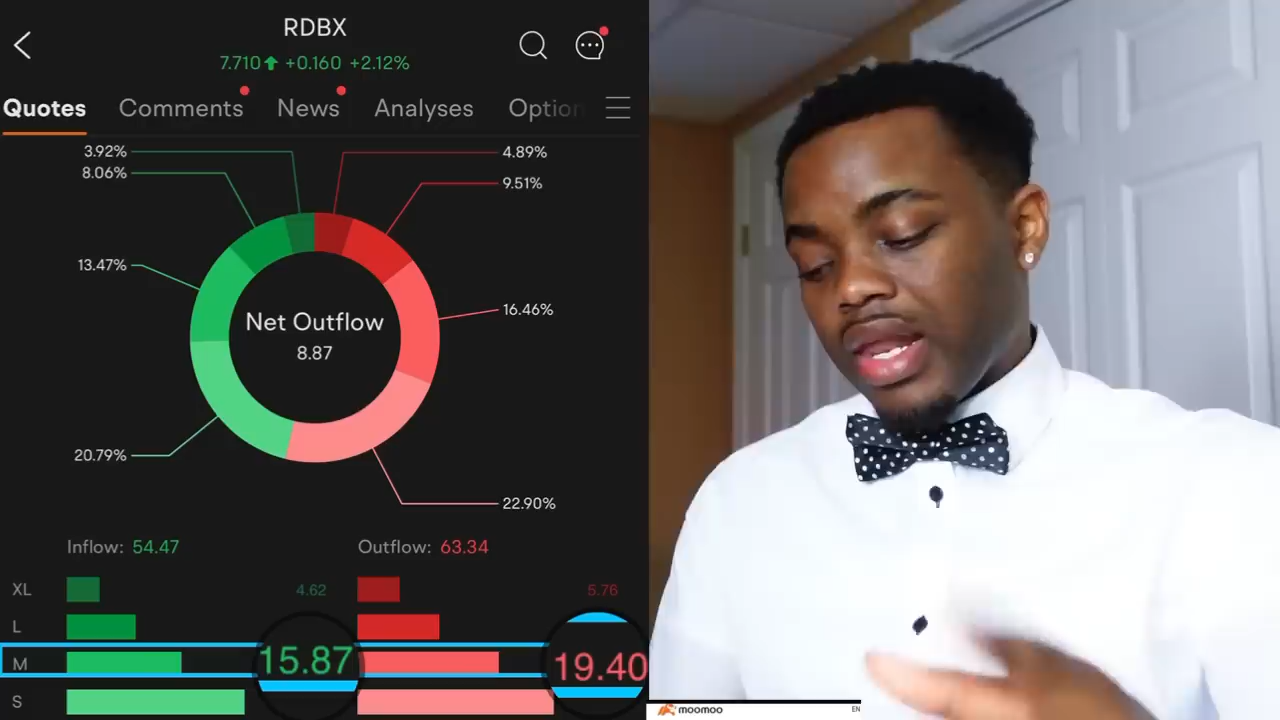 RDBX
7.710 +0.160 +2.12%
Quotes Comments News Analyses Option
3.92% 4.89%
8.06% 9.51%
13.47%
16.46%
Net Outflow
8.87
20.79%
22.90%
Inflow: 54.47 Outflow: 63.34
XL 4.62 5.76
L
M 15.87 19.40
S
moomoo EN